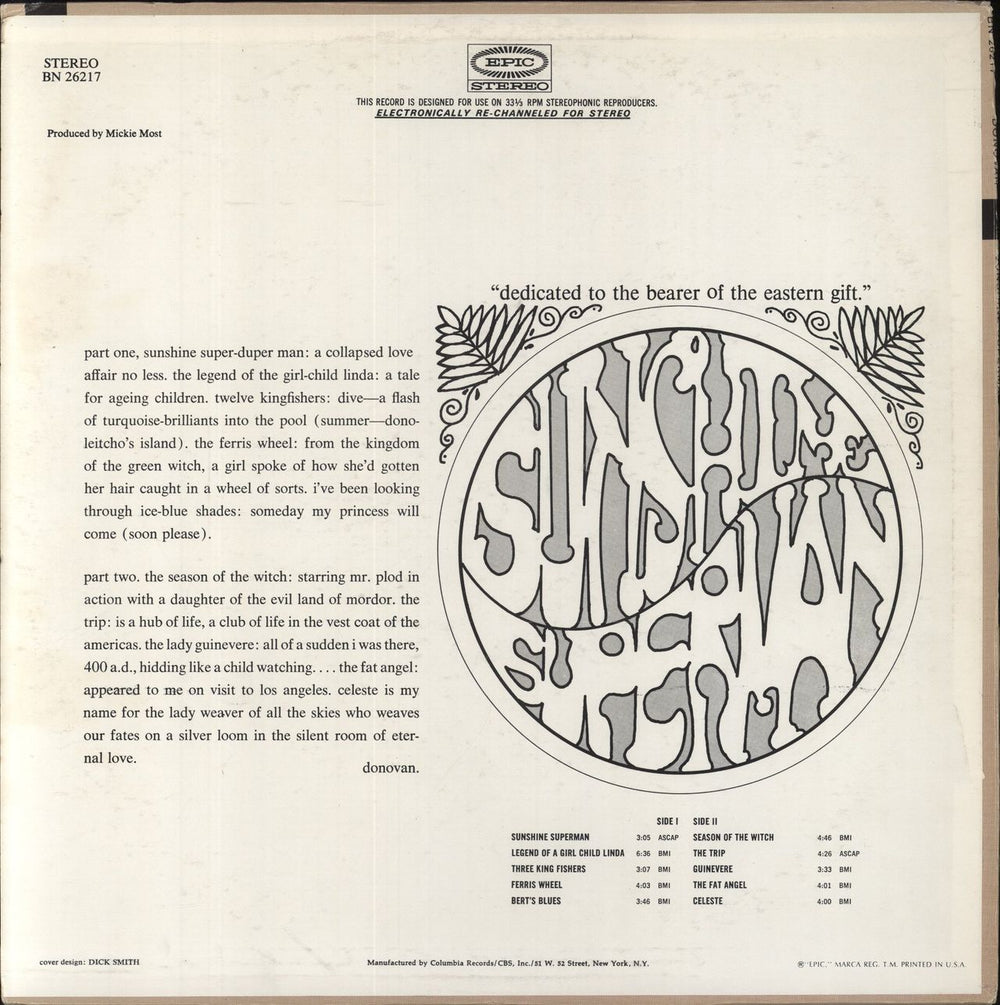 STEREO
BN 26217
EPIC
STEREO
THIS RECORD IS DESIGNED FOR USE ON 33⅓ RPM STEREOPHONIC REPRODUCERS.
ELECTRONICALLY RE-CHANNELED FOR STEREO
Produced by Mickie Most
“dedicated to the bearer of the eastern gift.”
part one, sunshine super-duper man: a collapsed love
affair no less. the legend of the girl-child linda: a tale
for ageing children. twelve kingfishers: dive—a flash
of turquoise-brilliants into the pool (summer—dono-
leitcho's island). the ferris wheel: from the kingdom
of the green witch, a girl spoke of how she'd gotten
her hair caught in a wheel of sorts. i've been looking
through ice-blue shades: someday my princess will
come (soon please).
part two. the season of the witch: starring mr. plod in
action with a daughter of the evil land of mordor. the
trip: is a hub of life, a club of life in the vest coat of the
americas. the lady guinevere: all of a sudden i was there,
400 a.d., hidding like a child watching. . . . the fat angel:
appeared to me on visit to los angeles. celeste is my
name for the lady weaver of all the skies who weaves
our fates on a silver loom in the silent room of eter-
nal love.
donovan.
SUNSHINE
SUPERMAN
SIDE I SIDE II
SUNSHINE SUPERMAN 3:05 ASCAP SEASON OF THE WITCH 4:46 BMI
LEGEND OF A GIRL CHILD LINDA 6:36 BMI THE TRIP 4:26 ASCAP
THREE KING FISHERS 3:07 BMI GUINEVERE 3:33 BMI
FERRIS WHEEL 4:03 BMI THE FAT ANGEL 4:01 BMI
BERT'S BLUES 3:46 BMI CELESTE 4:00 BMI
cover design: DICK SMITH
Manufactured by Columbia Records/CBS, Inc./51 W. 52 Street, New York, N.Y.
® "EPIC," MARCA REG. T.M. PRINTED IN U.S.A.